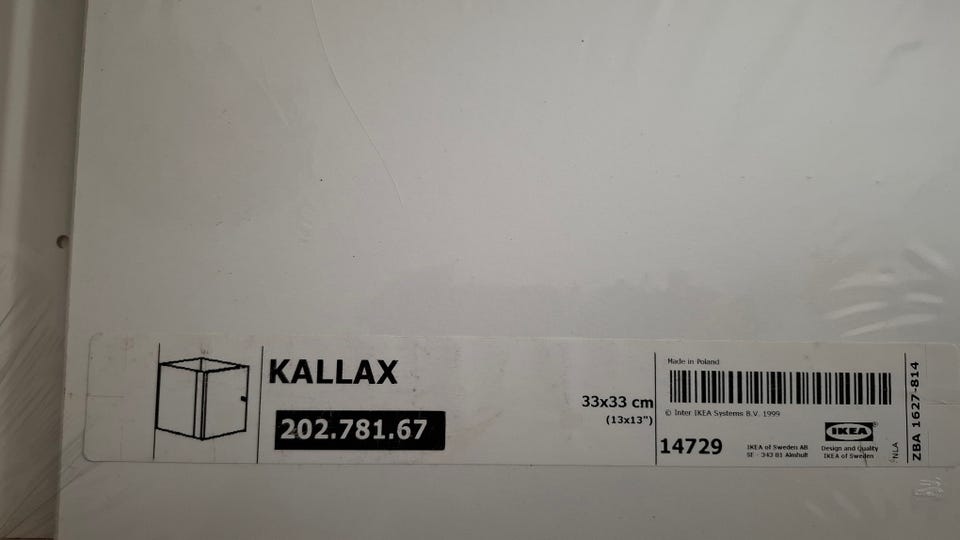 KALLAX
202.781.67
33x33 cm
(13x13")
Made in Poland
© Inter IKEA Systems B.V. 1999
14729
IKEA of Sweden AB
SE - 343 81 Älmhult
IKEA
Design and Quality
IKEA of Sweden
NLA
ZBA 1627-814